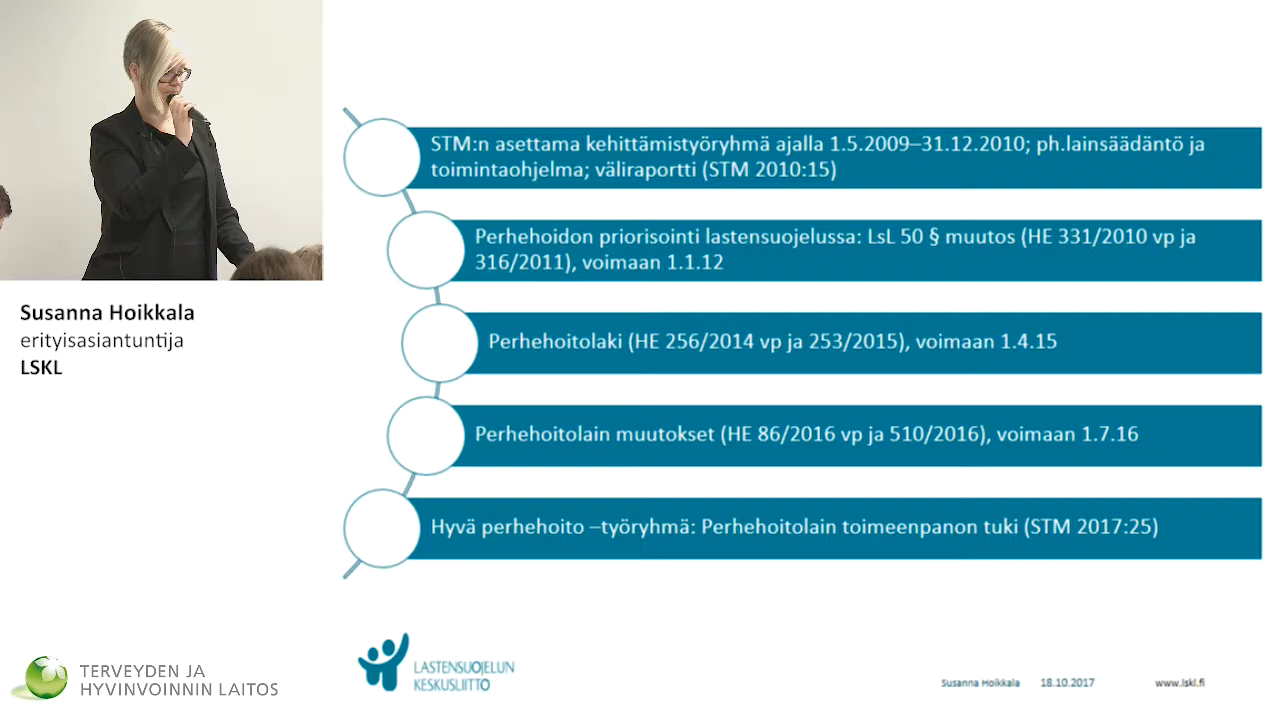 STM:n asettama kehittämistyöryhmä ajalla 1.5.2009–31.12.2010; ph.lainsäädäntö ja
toimintaohjelma; väliraportti (STM 2010:15)
Perhehoidon priorisointi lastensuojelussa: LsL 50 § muutos (HE 331/2010 vp ja
316/2011), voimaan 1.1.12
Perhehoitolaki (HE 256/2014 vp ja 253/2015), voimaan 1.4.15
Perhehoitolain muutokset (HE 86/2016 vp ja 510/2016), voimaan 1.7.16
Hyvä perhehoito –työryhmä: Perhehoitolain toimeenpanon tuki (STM 2017:25)
Susanna Hoikkala
erityisasiantuntija
LSKL
TERVEYDEN JA
HYVINVOINNIN LAITOS
LASTENSUOJELUN
KESKUSLIITTO
Susanna Hoikkala 18.10.2017 www.lskl.fi